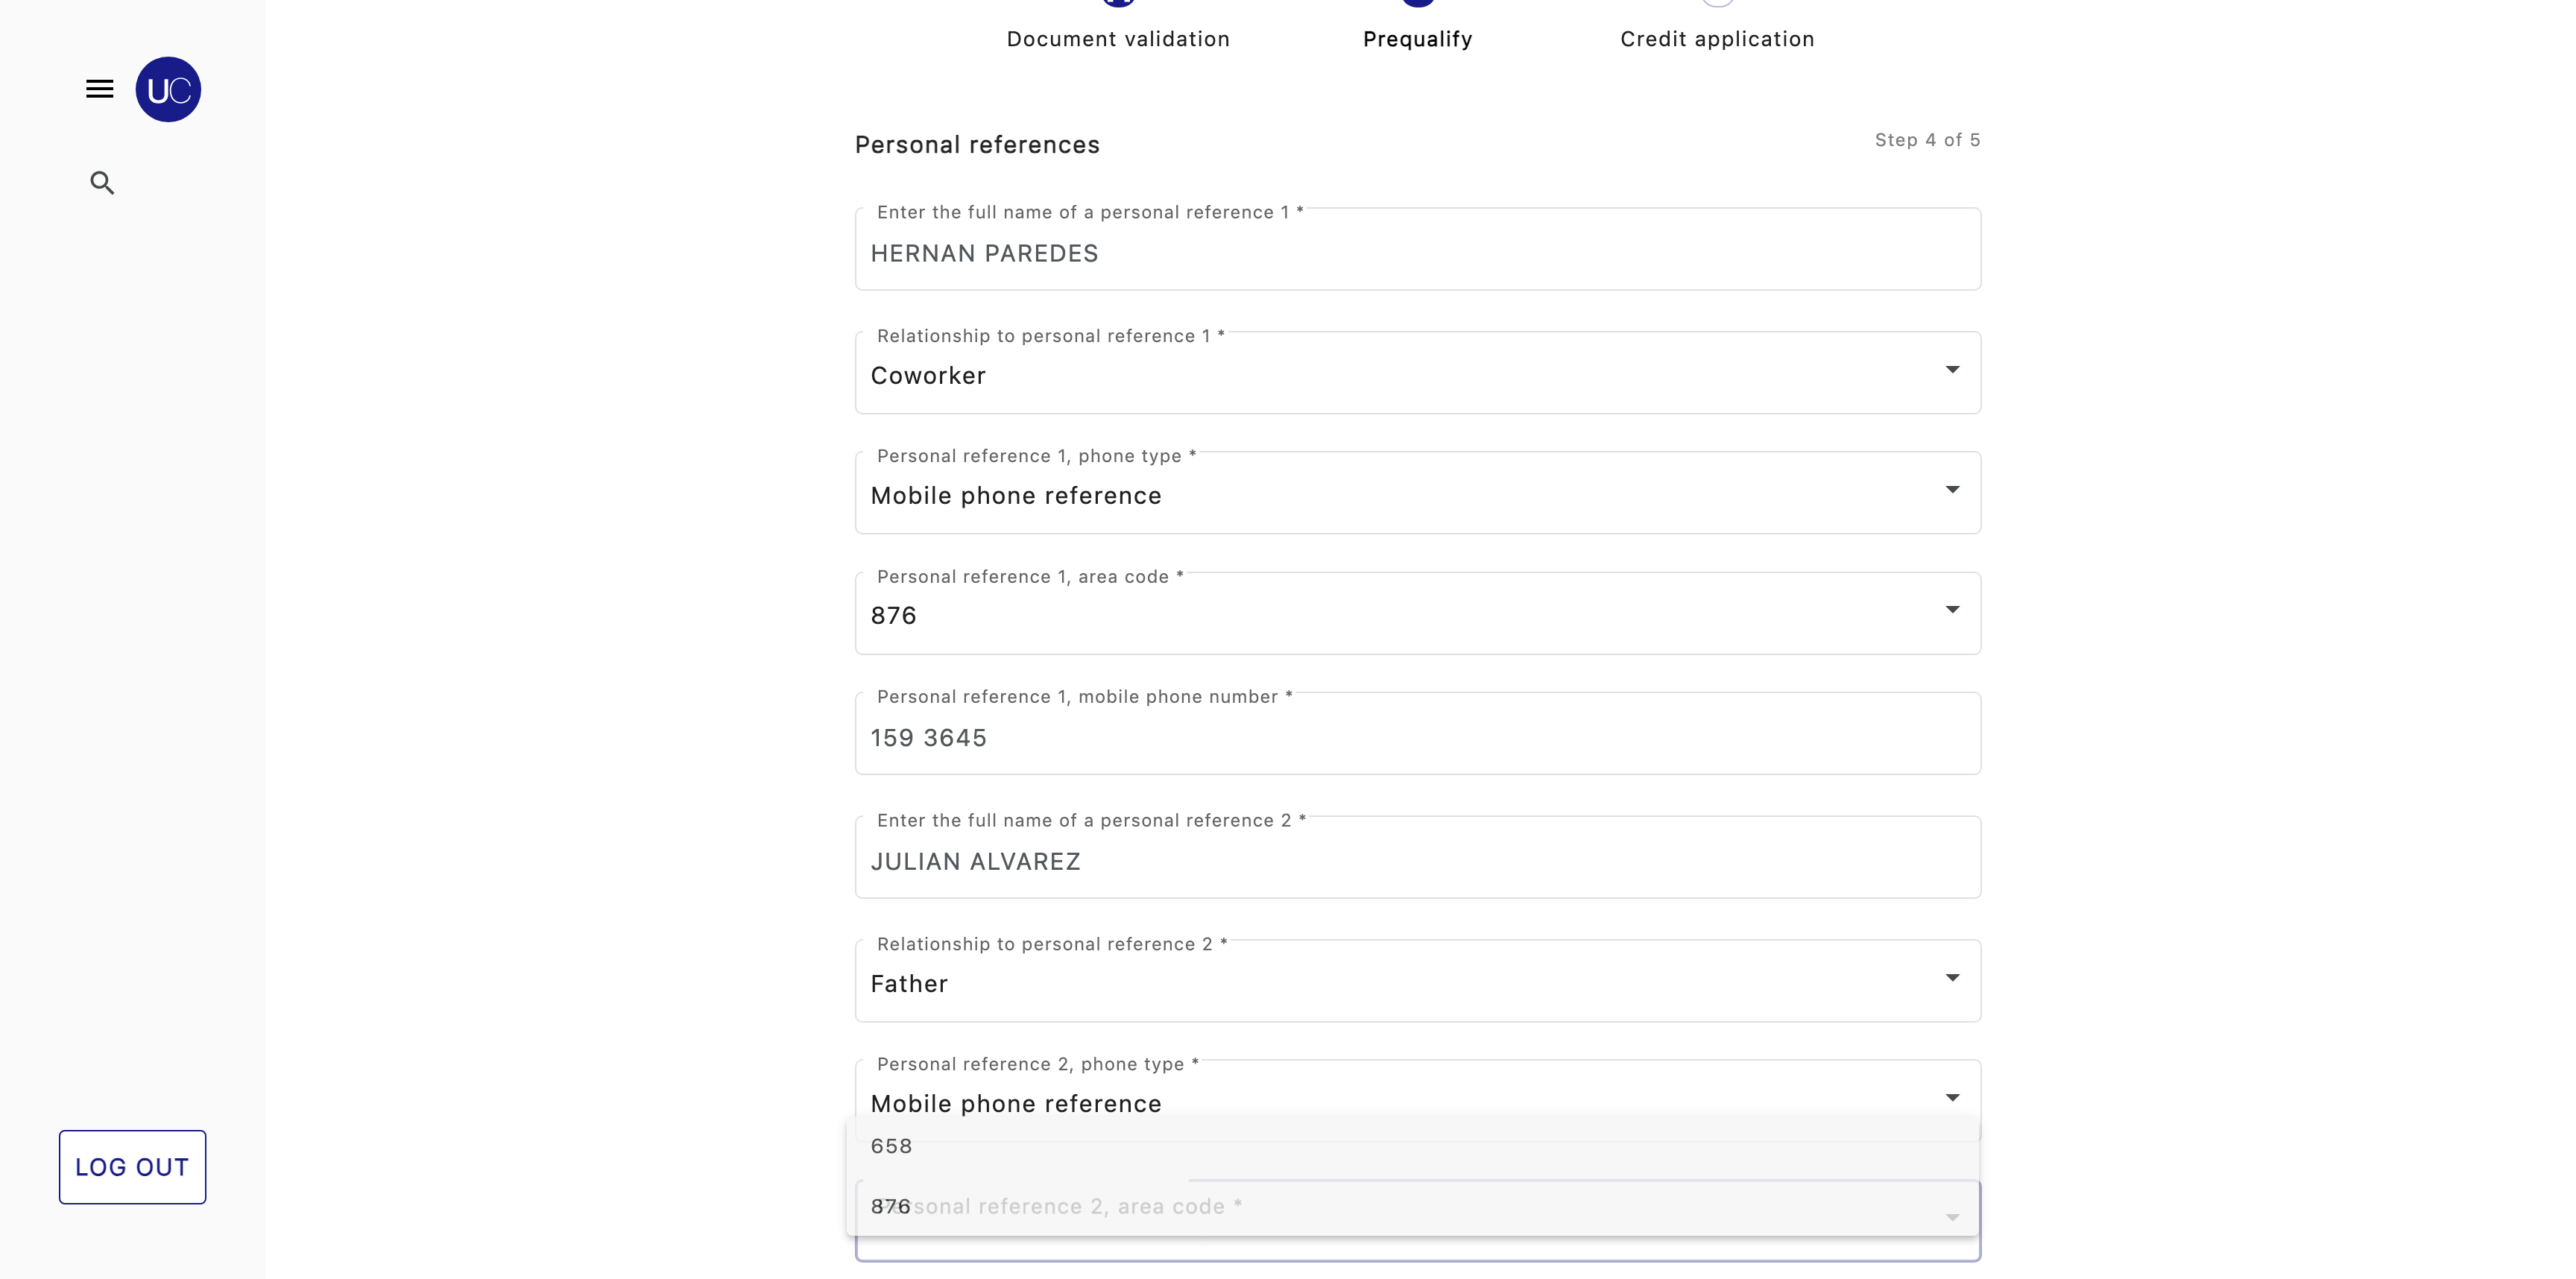 Document validation
Prequalify
Credit application
UC
Personal references
Step 4 of 5
Enter the full name of a personal reference 1 *
HERNAN PAREDES
Relationship to personal reference 1 *
Coworker
Personal reference 1, phone type *
Mobile phone reference
Personal reference 1, area code *
876
Personal reference 1, mobile phone number *
159 3645
Enter the full name of a personal reference 2 *
JULIAN ALVAREZ
Relationship to personal reference 2 *
Father
Personal reference 2, phone type *
Mobile phone reference
658
876
Personal reference 2, area code *
LOG OUT